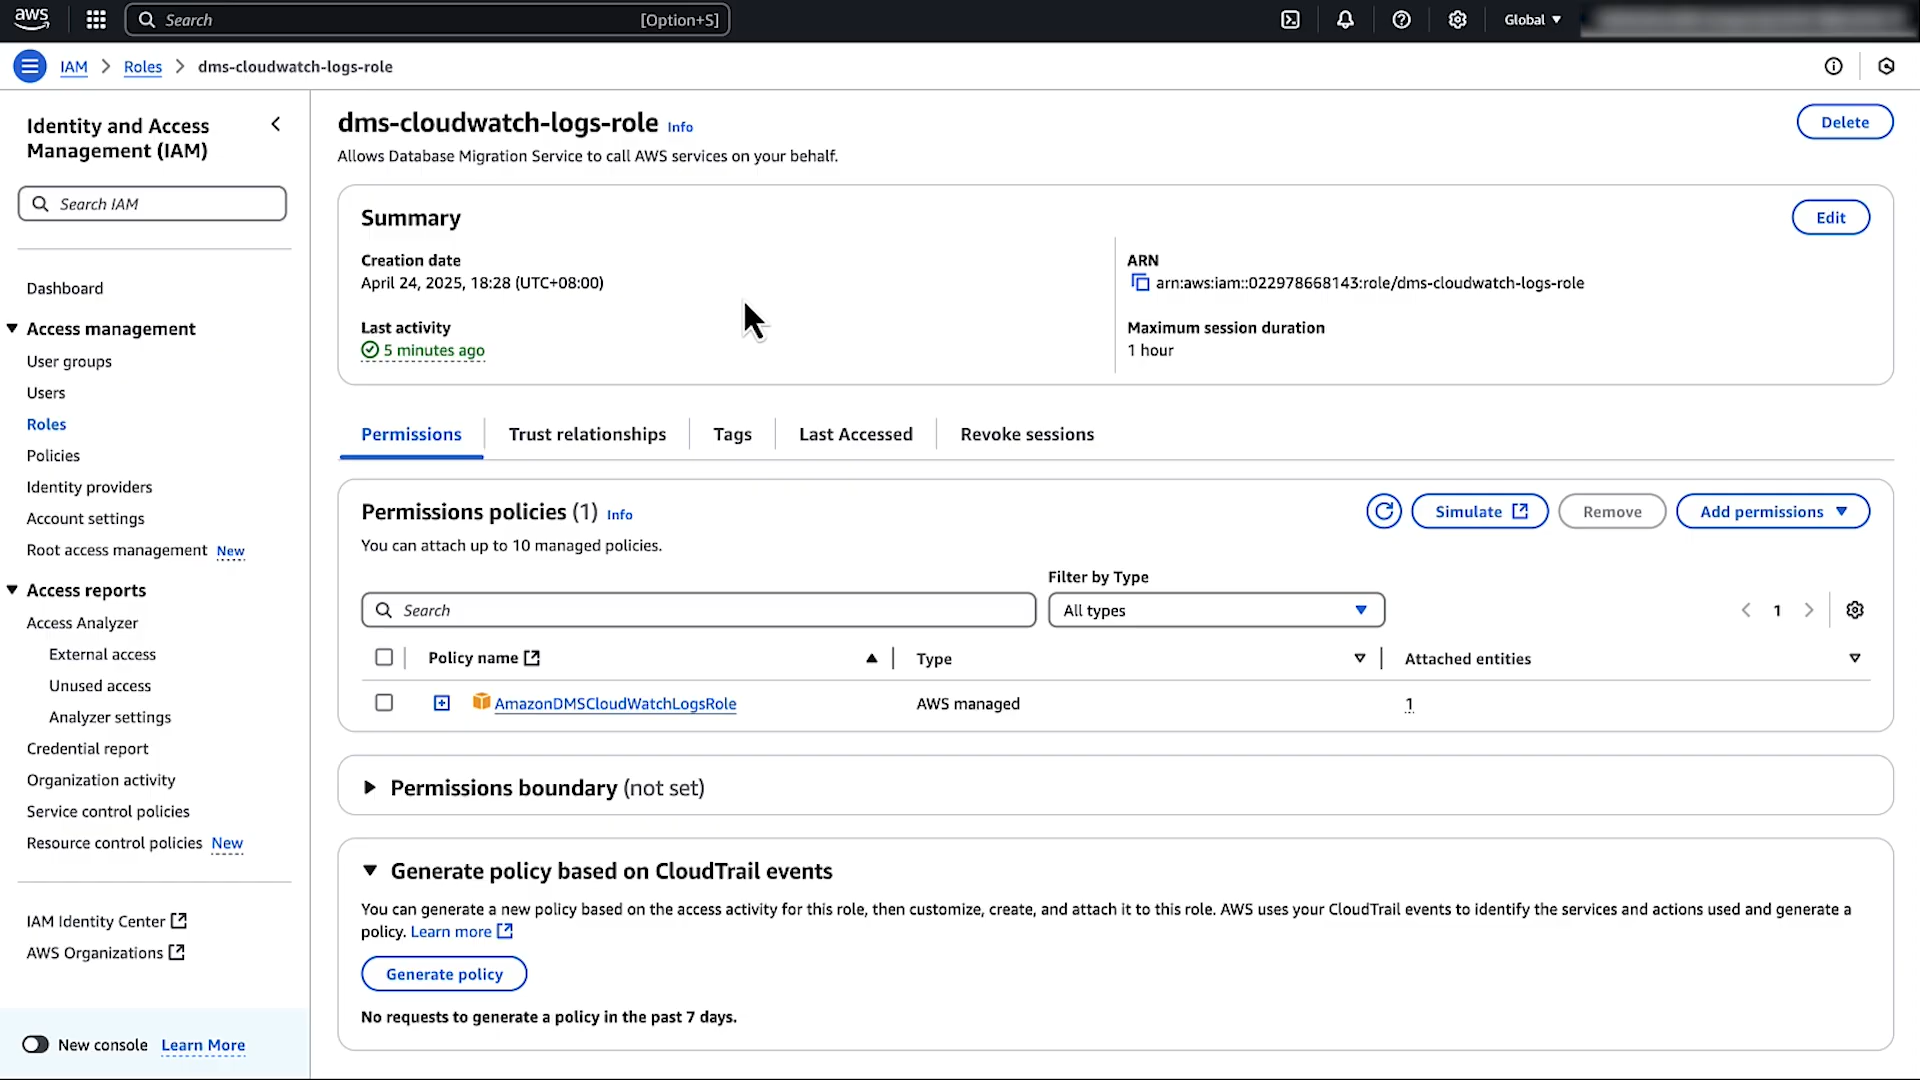 aws
Search [Option+S]
Global
IAM > Roles > dms-cloudwatch-logs-role
Identity and Access
Management (IAM)
Search IAM
Dashboard
Access management
User groups
Users
Roles
Policies
Identity providers
Account settings
Root access management New
Access reports
Access Analyzer
External access
Unused access
Analyzer settings
Credential report
Organization activity
Service control policies
Resource control policies New
IAM Identity Center
AWS Organizations
New console Learn More
dms-cloudwatch-logs-role Info
Delete
Allows Database Migration Service to call AWS services on your behalf.
Summary
Edit
Creation date
April 24, 2025, 18:28 (UTC+08:00)
ARN
arn:aws:iam::022978668143:role/dms-cloudwatch-logs-role
Last activity
5 minutes ago
Maximum session duration
1 hour
Permissions Trust relationships Tags Last Accessed Revoke sessions
Permissions policies (1) Info
Simulate Remove Add permissions
You can attach up to 10 managed policies.
Filter by Type
Search
All types
1
Policy name Type Attached entities
AmazonDMSCloudWatchLogsRole AWS managed 1
Permissions boundary (not set)
Generate policy based on CloudTrail events
You can generate a new policy based on the access activity for this role, then customize, create, and attach it to this role. AWS uses your CloudTrail events to identify the services and actions used and generate a
policy. Learn more
Generate policy
No requests to generate a policy in the past 7 days.